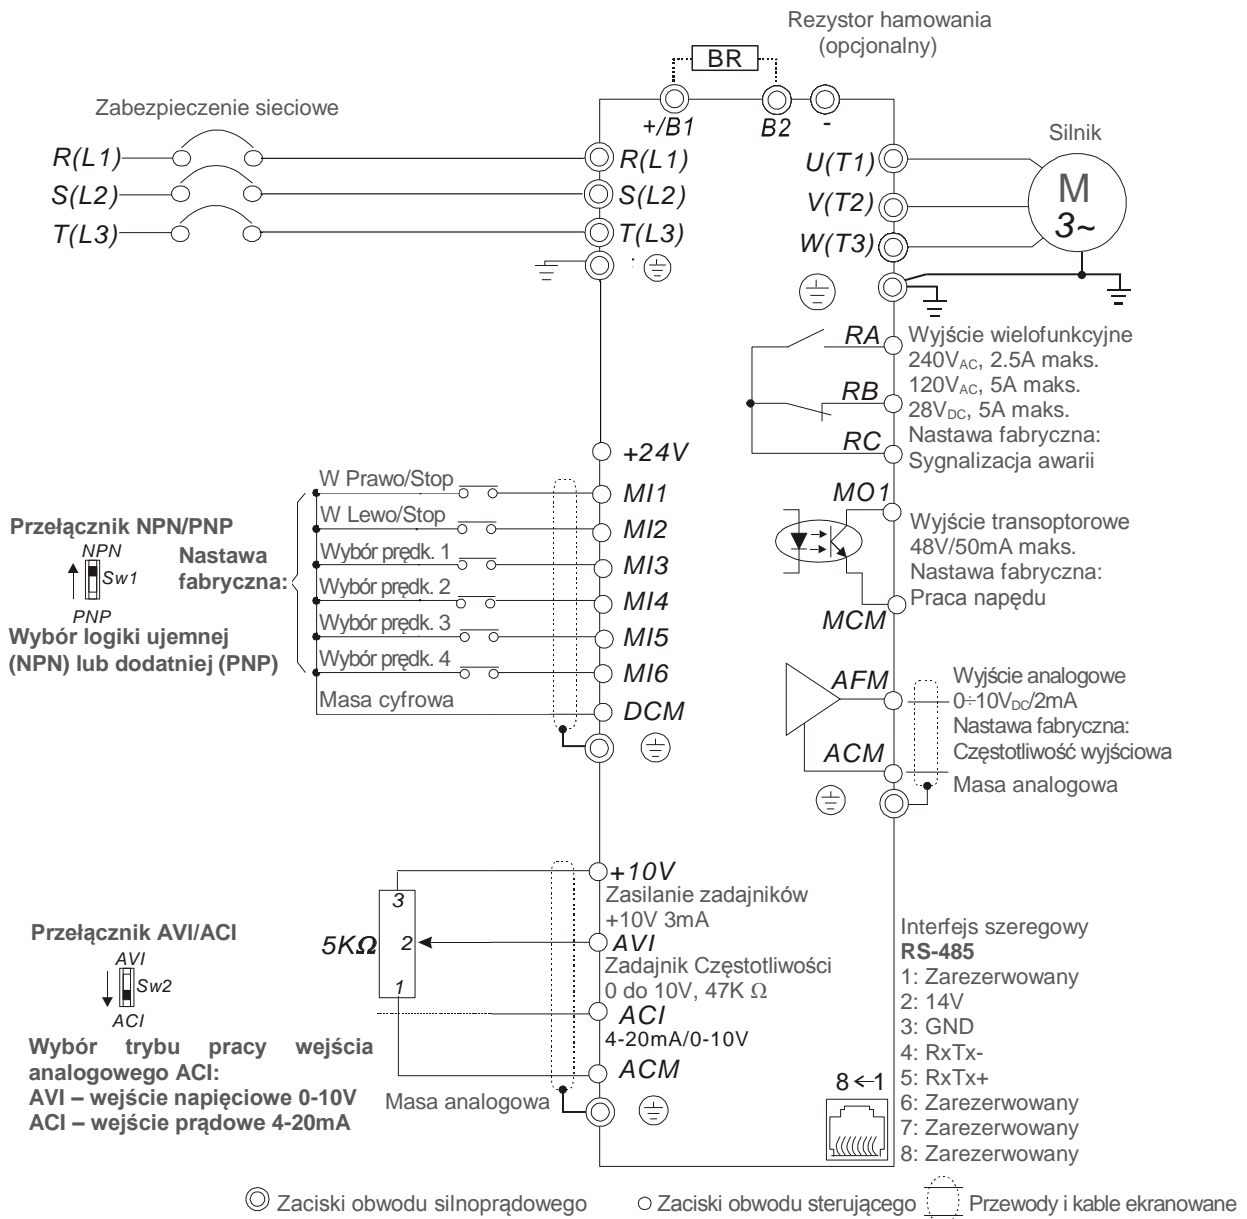 Rezystor hamowania
(opcjonalny)
BR
Zabezpieczenie sieciowe
+/B1
B2
-
Silnik
R(L1)
R(L1)
U(T1)
M
3~
S(L2)
S(L2)
V(T2)
T(L3)
T(L3)
W(T3)
RA
Wyjście wielofunkcyjne
240VAC, 2.5A maks.
120VAC, 5A maks.
RB
28VDC, 5A maks.
RC
Nastawa fabryczna:
Sygnalizacja awarii
+24V
W Prawo/Stop
MI1
W Lewo/Stop
MI2
Wybór prędk. 1
MI3
Wybór prędk. 2
MI4
Wybór prędk. 3
MI5
Wybór prędk. 4
MI6
Masa cyfrowa
DCM
Przełącznik NPN/PNP
NPN
Sw1
PNP
Nastawa
fabryczna:
Wybór logiki ujemnej
(NPN) lub dodatniej (PNP)
MO1
Wyjście transoptorowe
48V/50mA maks.
Nastawa fabryczna:
Praca napędu
MCM
AFM
Wyjście analogowe
0÷10VDC/2mA
Nastawa fabryczna:
Częstotliwość wyjściowa
ACM
Masa analogowa
+10V
Zasilanie zadajników
+10V 3mA
3
5KΩ
2
1
AVI
Zadajnik Częstotliwości
0 do 10V, 47K Ω
ACI
4-20mA/0-10V
ACM
Masa analogowa
Przełącznik AVI/ACI
AVI
Sw2
ACI
Wybór trybu pracy wejścia
analogowego ACI:
AVI – wejście napięciowe 0-10V
ACI – wejście prądowe 4-20mA
Interfejs szeregowy
RS-485
1: Zarezerwowany
2: 14V
3: GND
4: RxTx-
5: RxTx+
6: Zarezerwowany
7: Zarezerwowany
8: Zarezerwowany
8←1
Zaciski obwodu silnoprądowego
Zaciski obwodu sterującego
Przewody i kable ekranowane